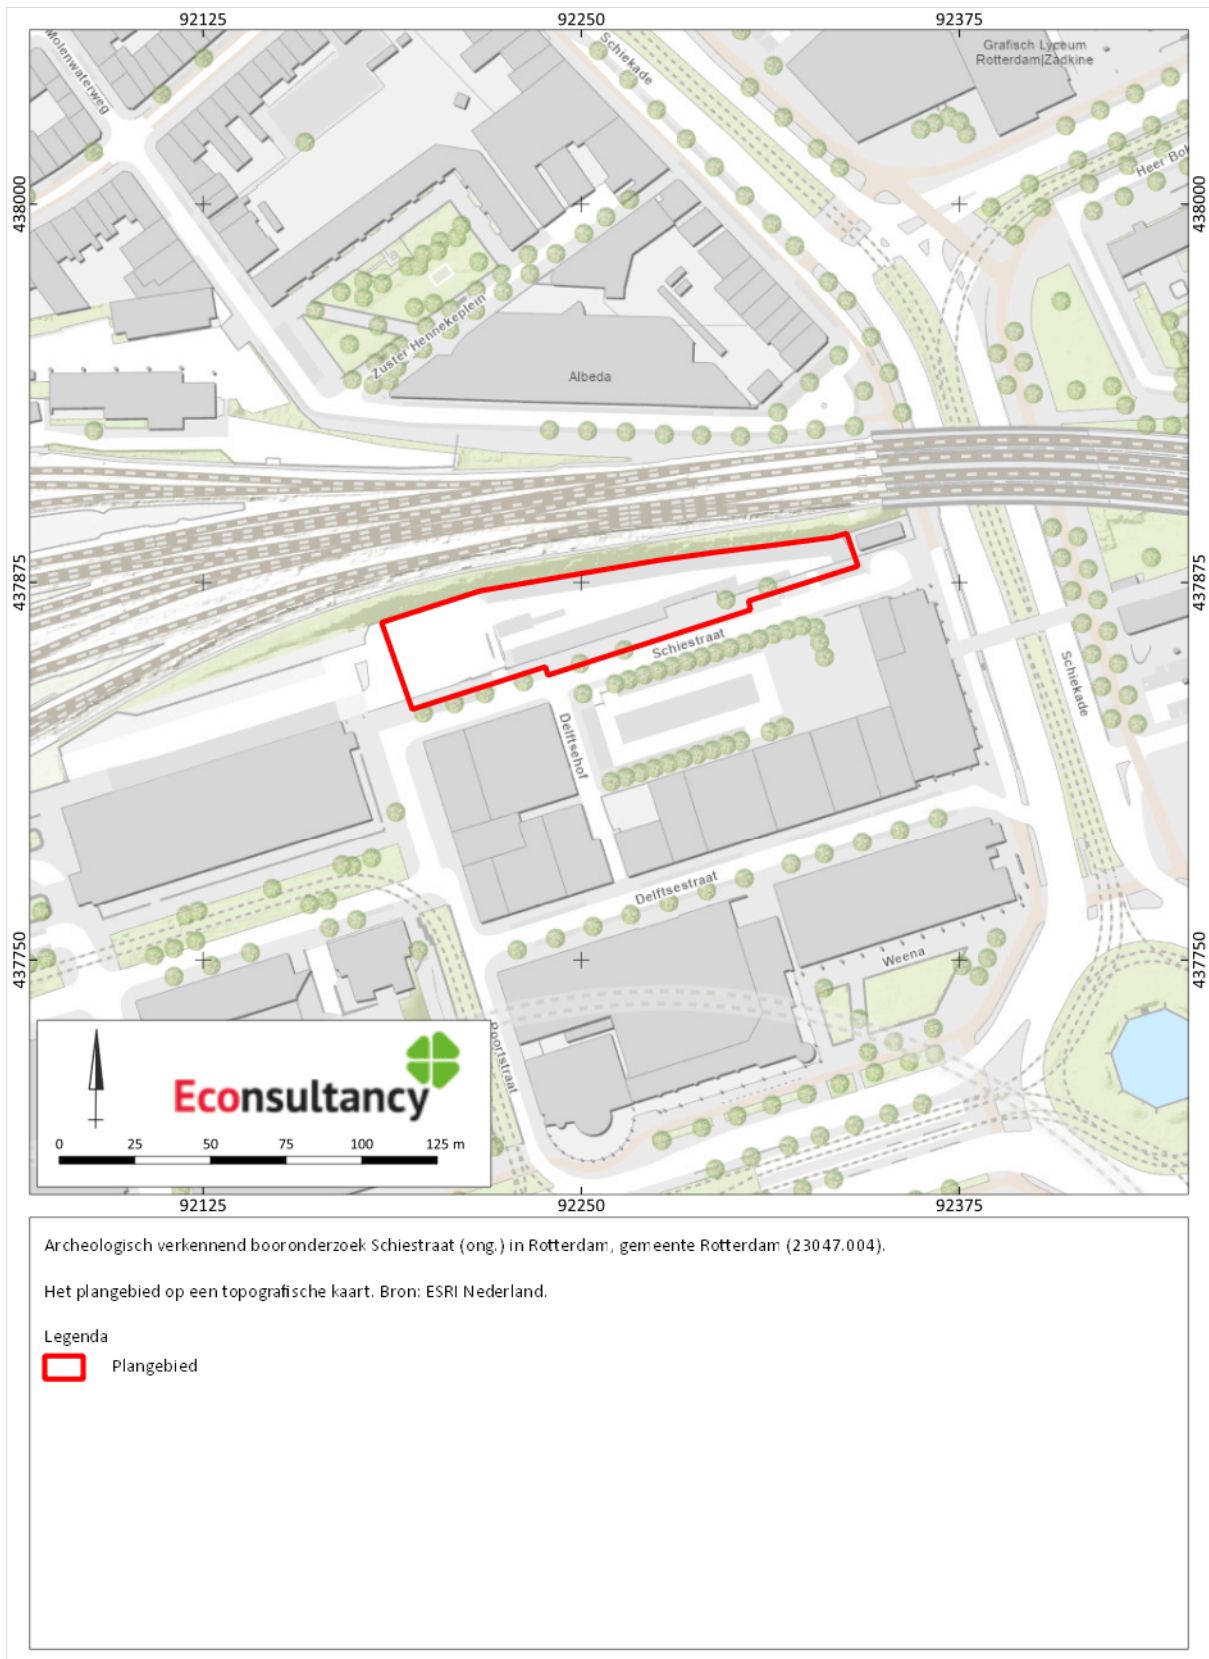 92125 92250 92375
Molenwaterweg
Schiekade
Grafisch Lyceum
Rotterdam|Zadkine
Heer Bok
438000 438000
Zuster Hennekeplein
Albeda
437875 437875
Schiestraat
Schiekade
Delftsehof
Delftsestraat
437750 437750
Weena
Poortstraat
Econsultancy
0 25 50 75 100 125 m
92125 92250 92375
Archeologisch verkennend booronderzoek Schiestraat (ong.) in Rotterdam, gemeente Rotterdam (23047.004).
Het plangebied op een topografische kaart. Bron: ESRI Nederland.
Legenda
Plangebied